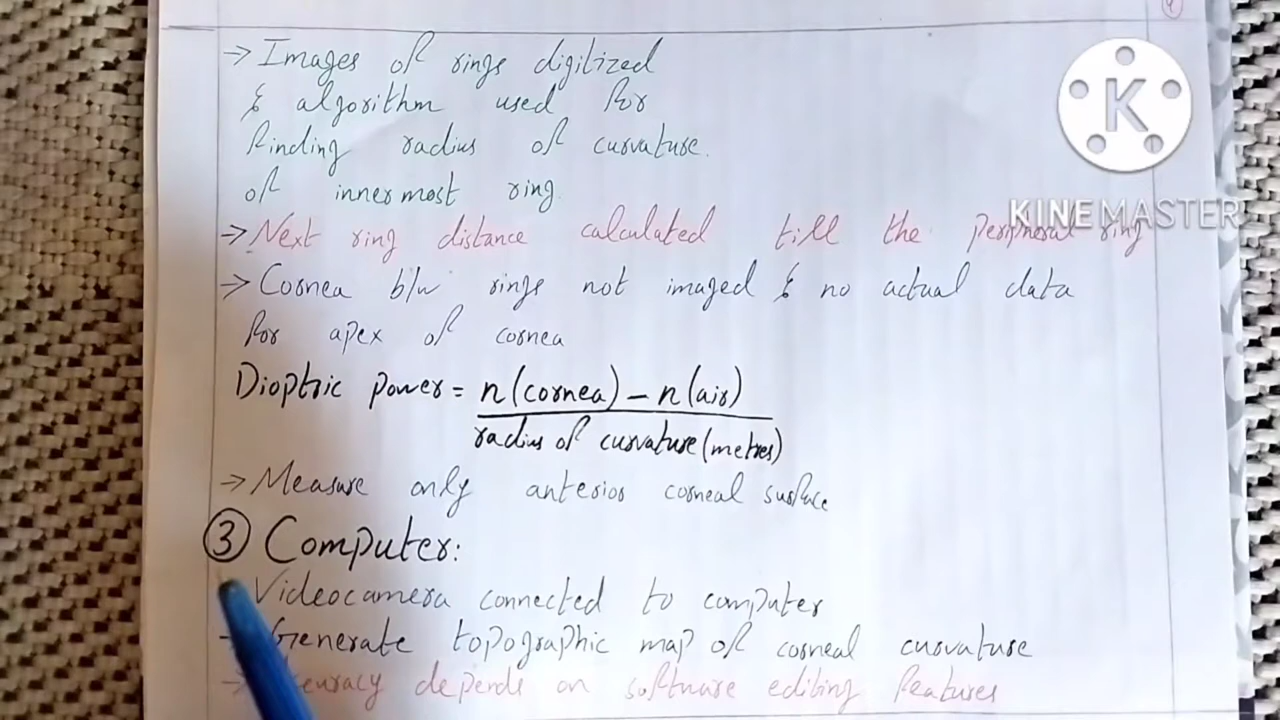 → Images of rings digitized
& algorithm used for
finding radius of curvature.
of innermost ring.
→ Next ring distance calculated till the peripheral ring
→ Cornea b/w rings not imaged & no actual data
for apex of cornea
Dioptric power = n(cornea) – n(air)
radius of curvature (metres)
→ Measure only anterior corneal surface
③ Computer:
Videocamera connected to computer
→ Generate topographic map of corneal curvature
→ depends on software editing features
K
KINEMASTER